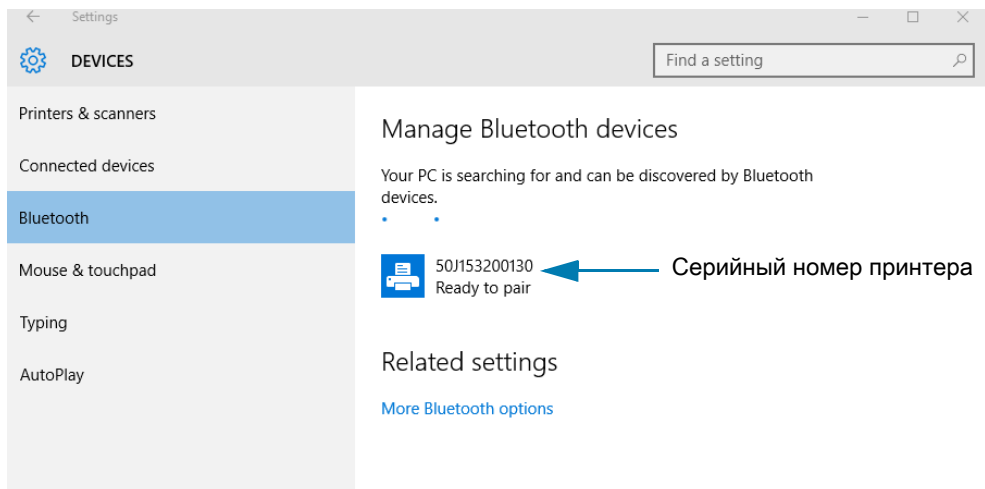 Settings
DEVICES
Find a setting
Printers & scanners
Connected devices
Bluetooth
Mouse & touchpad
Typing
AutoPlay
Manage Bluetooth devices
Your PC is searching for and can be discovered by Bluetooth
devices.
50J153200130
Ready to pair
Серийный номер принтера
Related settings
More Bluetooth options